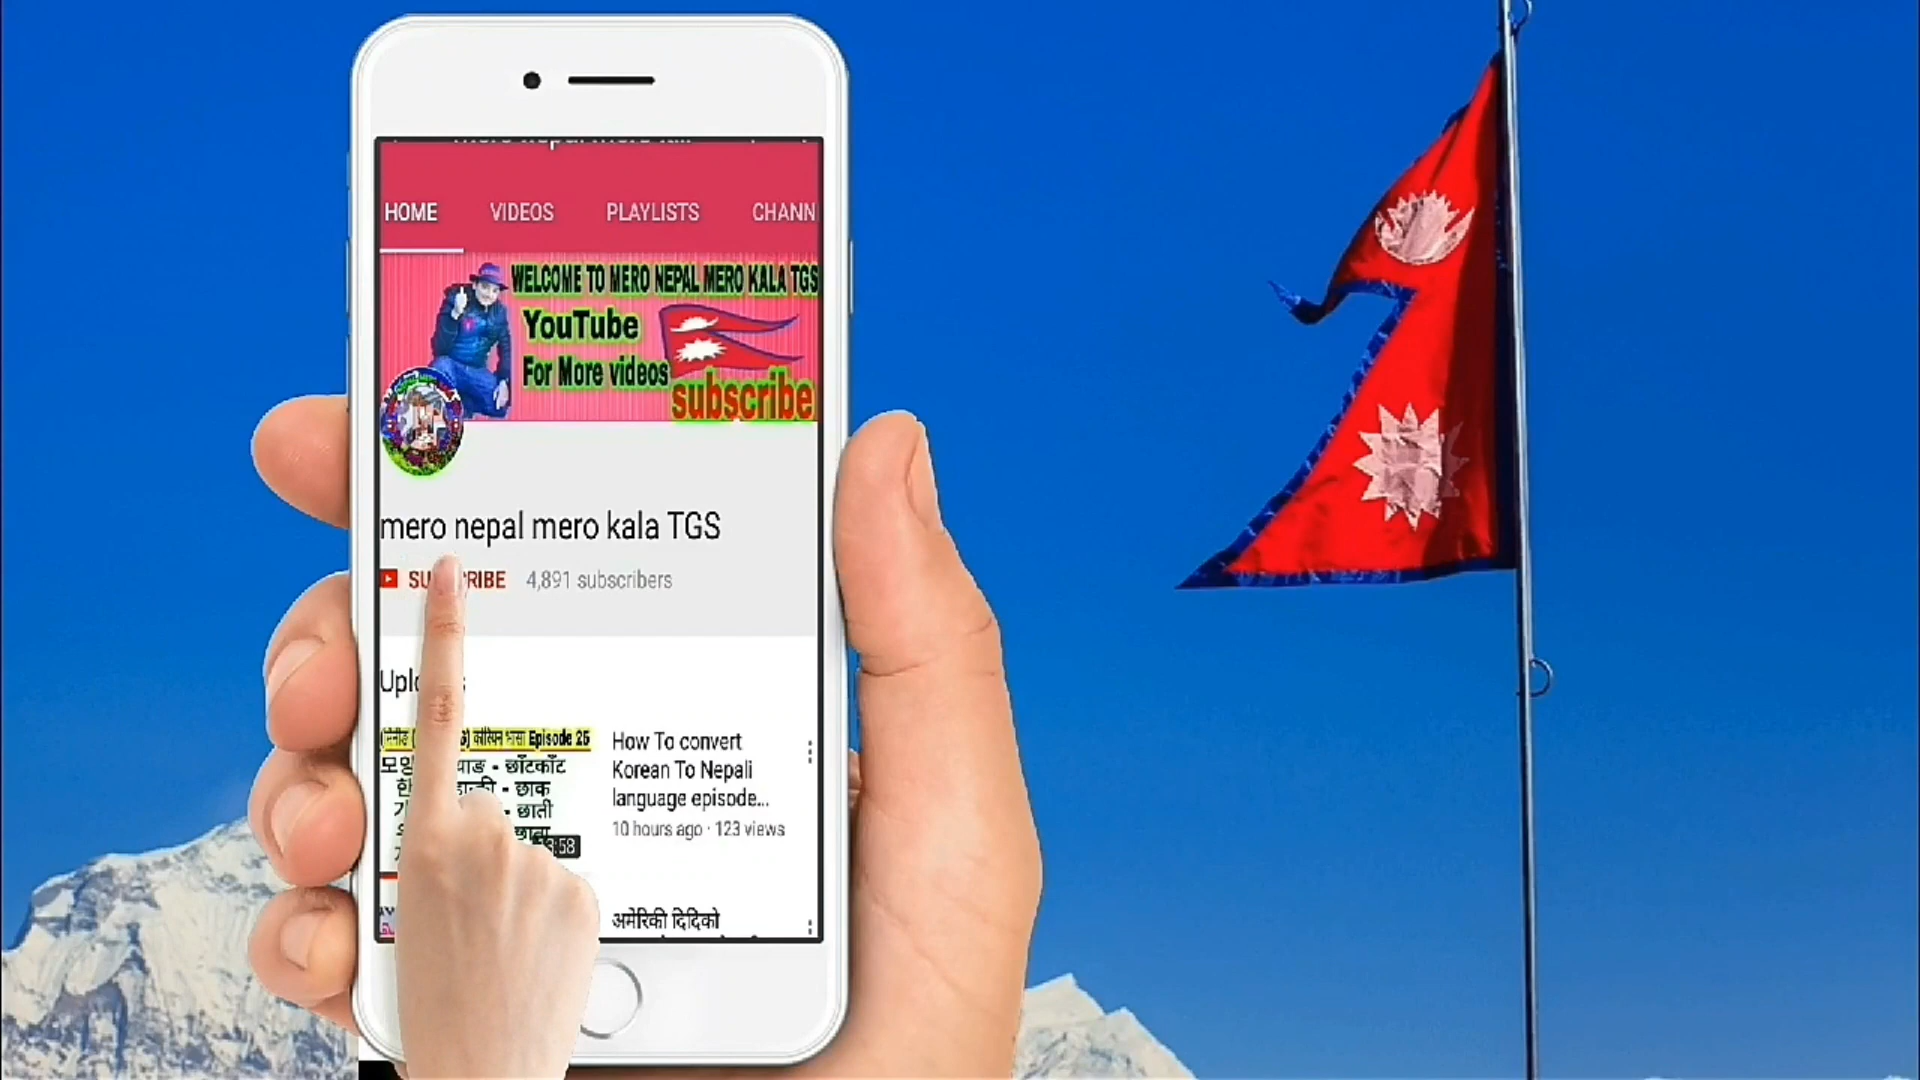 HOME VIDEOS PLAYLISTS CHANN
WELCOME TO MERO NEPAL MERO KALA TGS
YouTube
For More videos
subscribe
mero nepal mero kala TGS
4,891 subscribers
कोरियन भासा Episode 25
छाँटकाँट
छाक
छाती
छाता
How To convert
Korean To Nepali
language episode...
10 hours ago · 123 views
अमेरिकी दिदिको